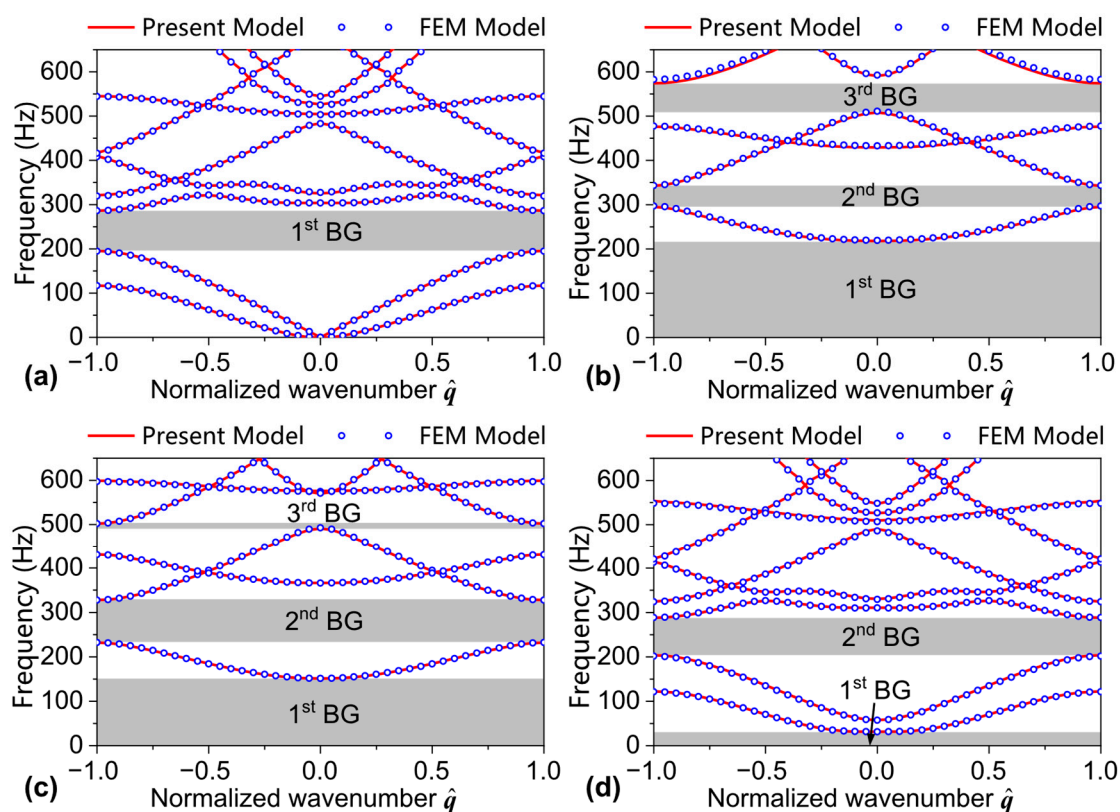 Present Model FEM Model
Frequency (Hz)
600
500
400
300
200
100
0
1st BG
−1.0 −0.5 0.0 0.5 1.0
(a) Normalized wavenumber q̂
Present Model FEM Model
Frequency (Hz)
600
500
400
300
200
100
0
3rd BG
2nd BG
1st BG
−1.0 −0.5 0.0 0.5 1.0
(b) Normalized wavenumber q̂
Present Model FEM Model
Frequency (Hz)
600
500
400
300
200
100
0
3rd BG
2nd BG
1st BG
−1.0 −0.5 0.0 0.5 1.0
(c) Normalized wavenumber q̂
Present Model FEM Model
Frequency (Hz)
600
500
400
300
200
100
0
2nd BG
1st BG
−1.0 −0.5 0.0 0.5 1.0
(d) Normalized wavenumber q̂